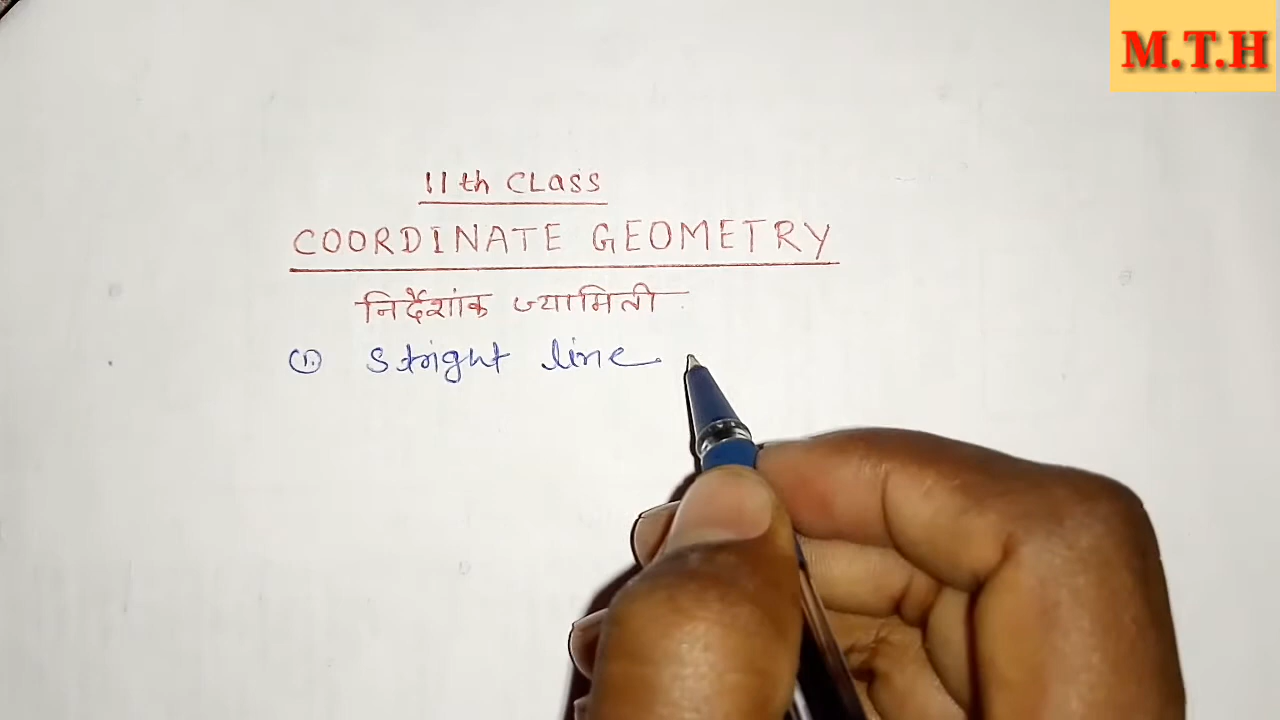 M.T.H
11th CLass
COORDINATE GEOMETRY
निर्देशांक ज्यामिती
① Stright line